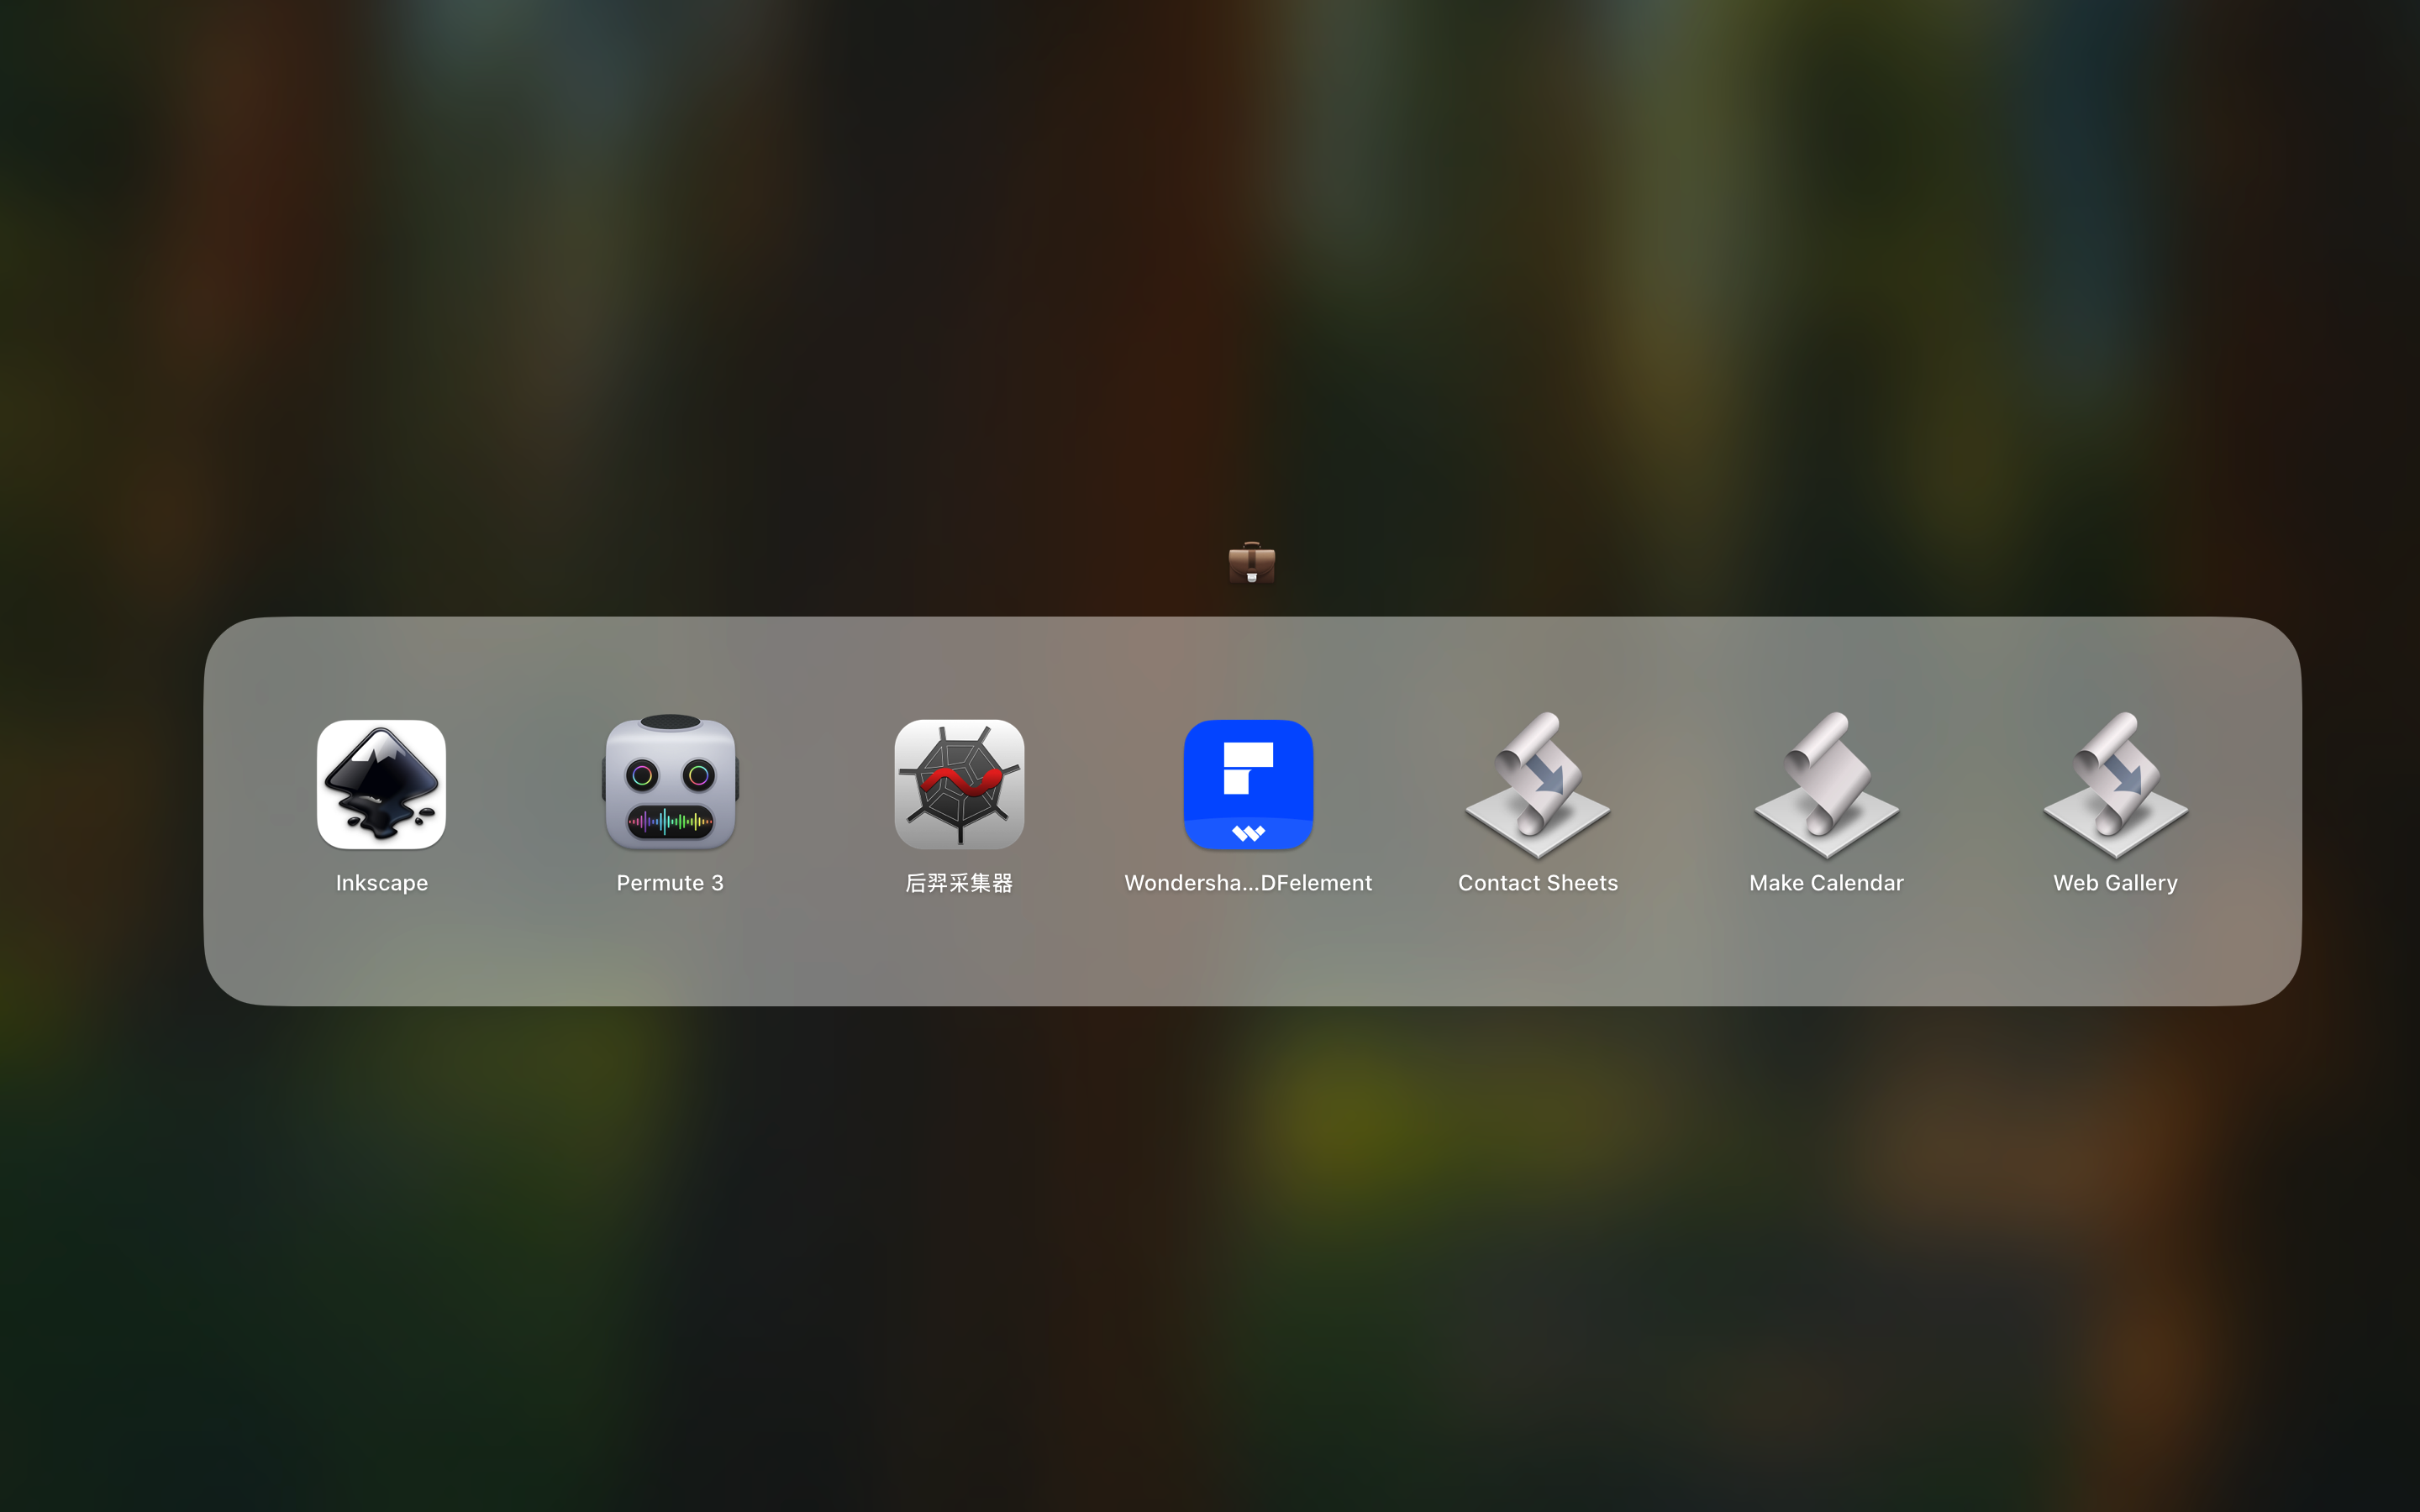 💼
Inkscape
Permute 3
后羿采集器
Wondersha...DFelement
Contact Sheets
Make Calendar
Web Gallery